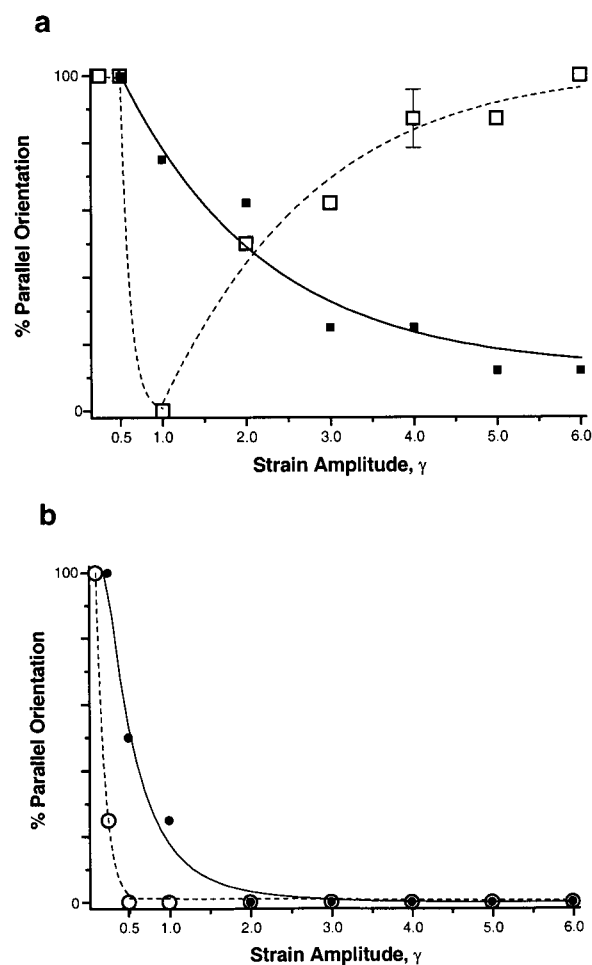 a
100
0
% Parallel Orientation
0.5 1.0 2.0 3.0 4.0 5.0 6.0
Strain Amplitude, γ
b
100
0
% Parallel Orientation
0.5 1.0 2.0 3.0 4.0 5.0 6.0
Strain Amplitude, γ